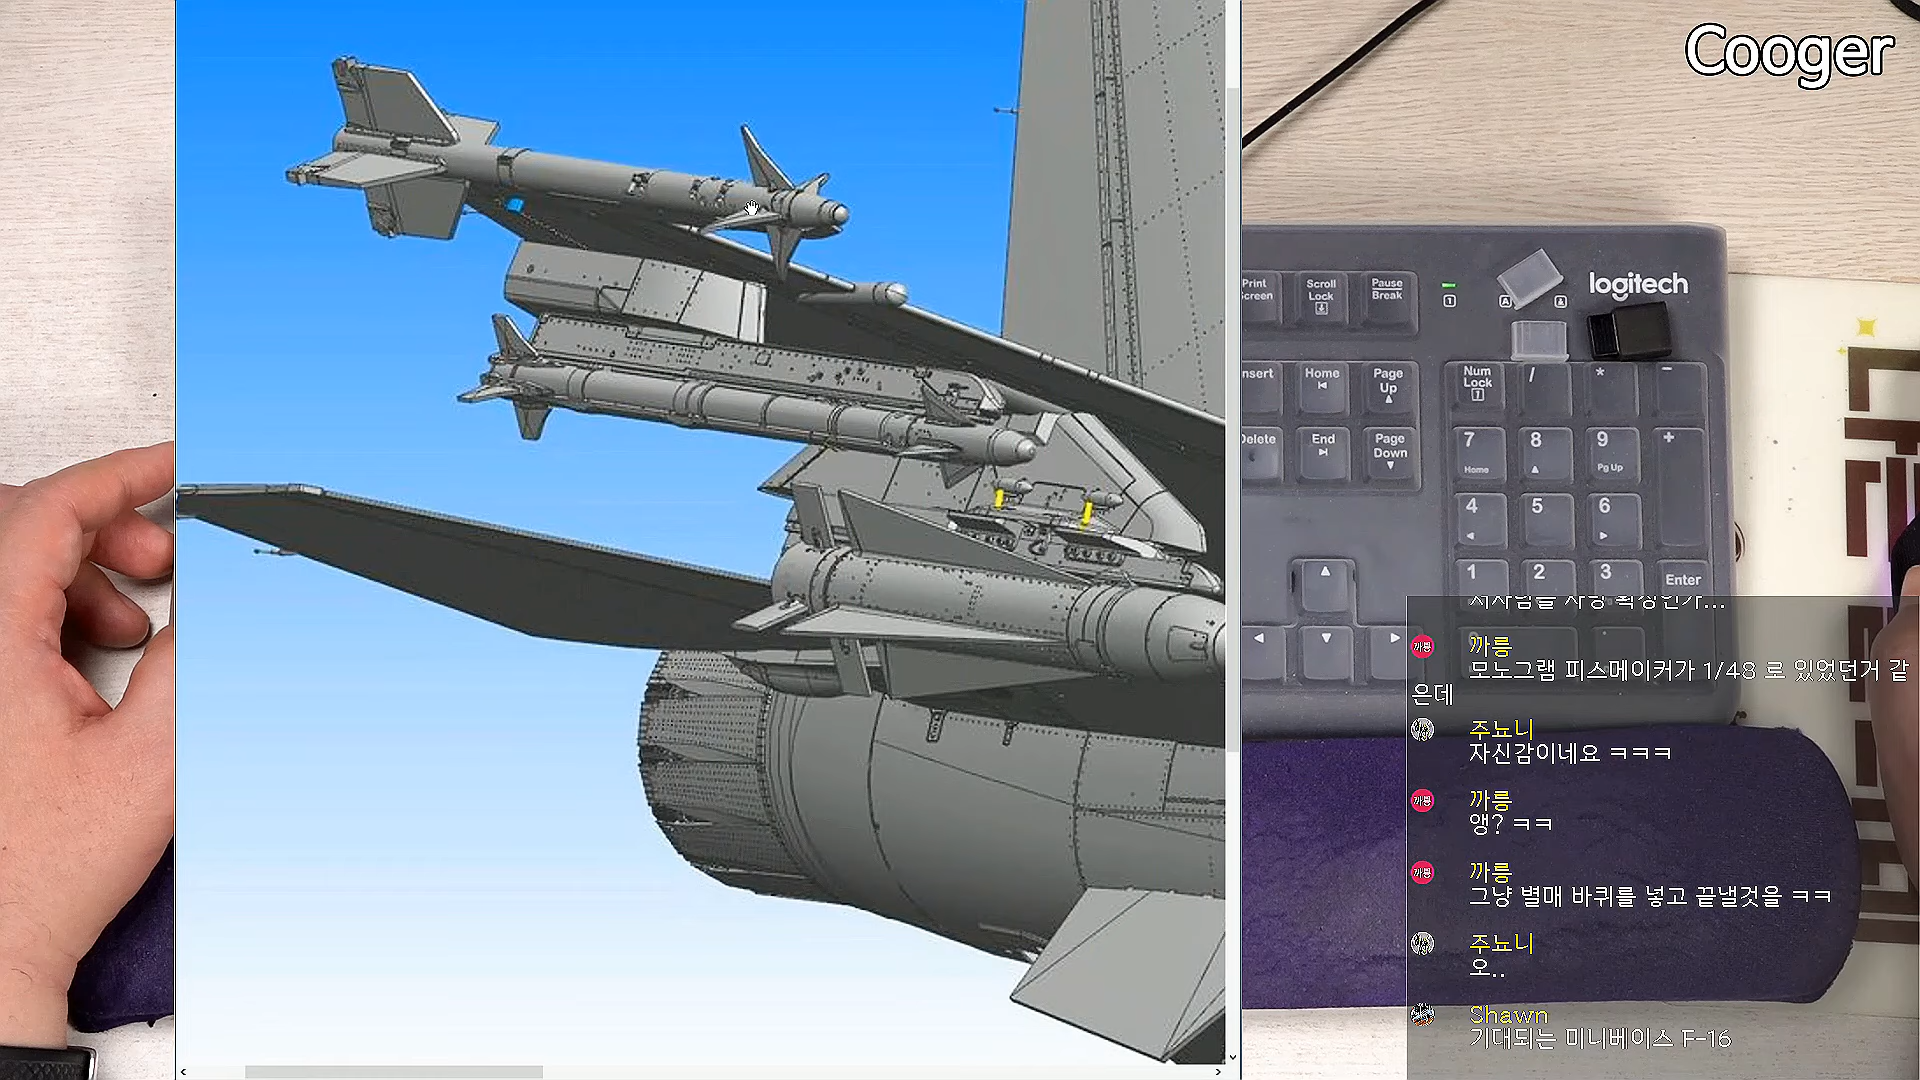 Cooger
logitech
Print
Screen
Scroll
Lock
Pause
Break
1
A
Insert
Home
Page
Up
Num
Lock
/
*
-
Delete
End
Page
Down
7
Home
8
9
Pg Up
+
4
5
6
1
2
3
Enter
까릉
모노그램 피스메이커가 1/48 로 있었던거 같
은데
주뇨니
자신감이네요 ㅋㅋㅋ
까릉
앵? ㅋㅋ
까릉
그냥 별매 바퀴를 넣고 끝낼것을 ㅋㅋ
주뇨니
오..
Shawn
기대되는 미니베이스 F-16